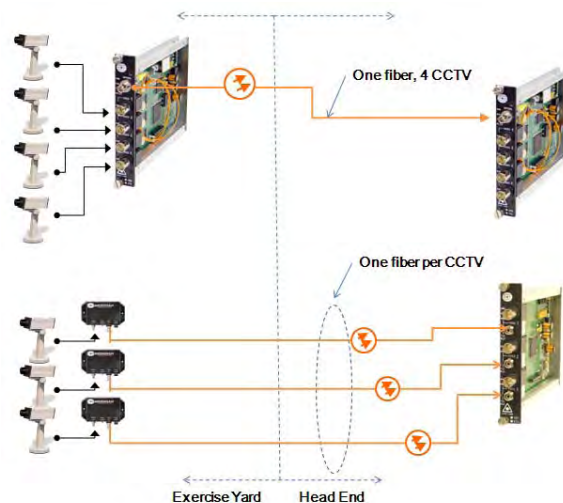 One fiber, 4 CCTV
One fiber per CCTV
Exercise Yard
Head End